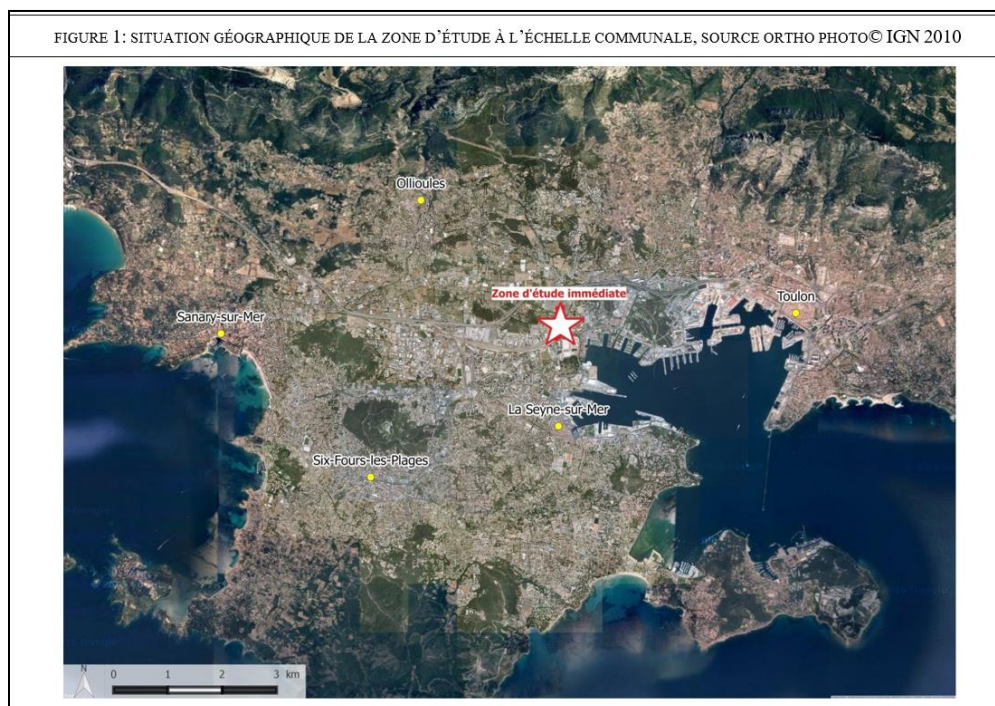 FIGURE 1: SITUATION GÉOGRAPHIQUE DE LA ZONE D’ÉTUDE À L’ÉCHELLE COMMUNALE, SOURCE ORTHO PHOTO© IGN 2010
Ollioules
Zone d'étude immédiate
Toulon
Sanary-sur-Mer
La Seyne-sur-Mer
Six-Fours-les-Plages
N
0 1 2 3 km